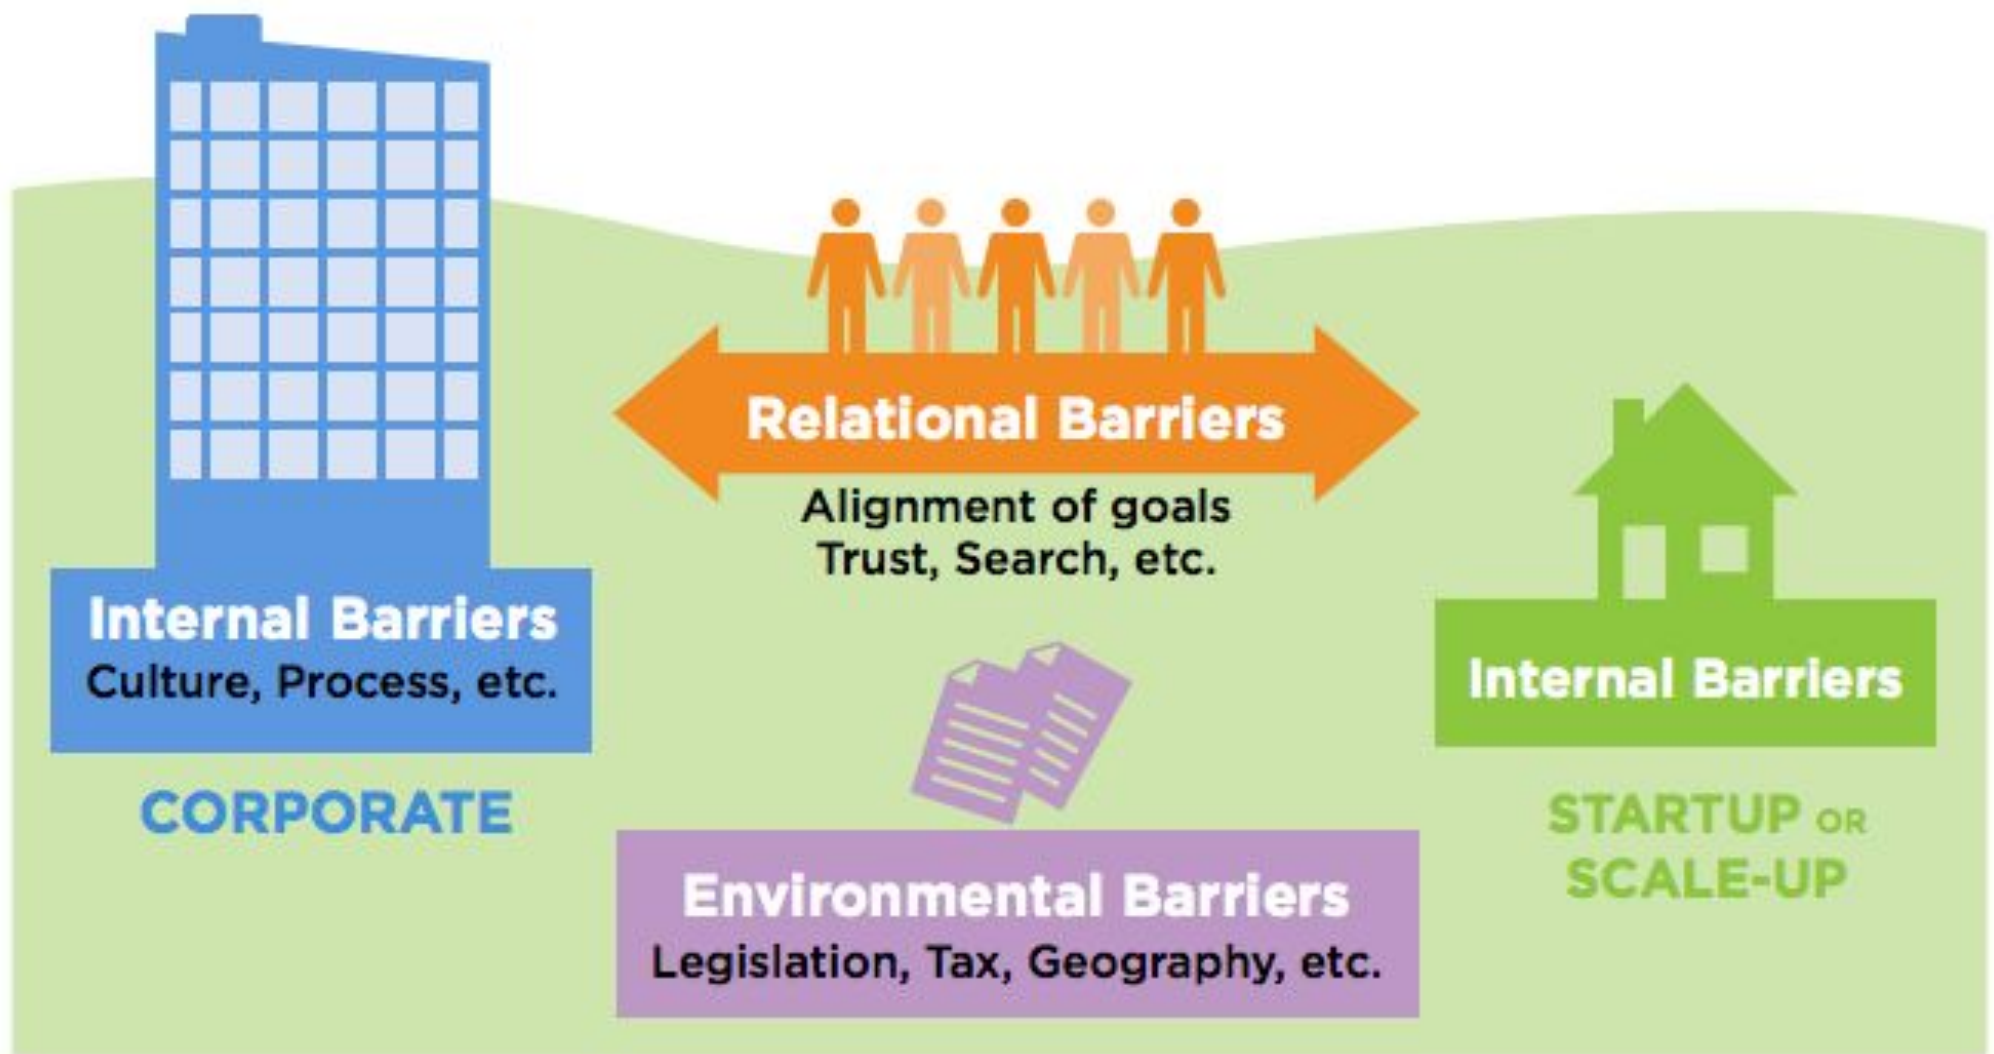 Relational Barriers
Alignment of goals
Trust, Search, etc.
Internal Barriers
Culture, Process, etc.
CORPORATE
Internal Barriers
STARTUP OR
SCALE-UP
Environmental Barriers
Legislation, Tax, Geography, etc.